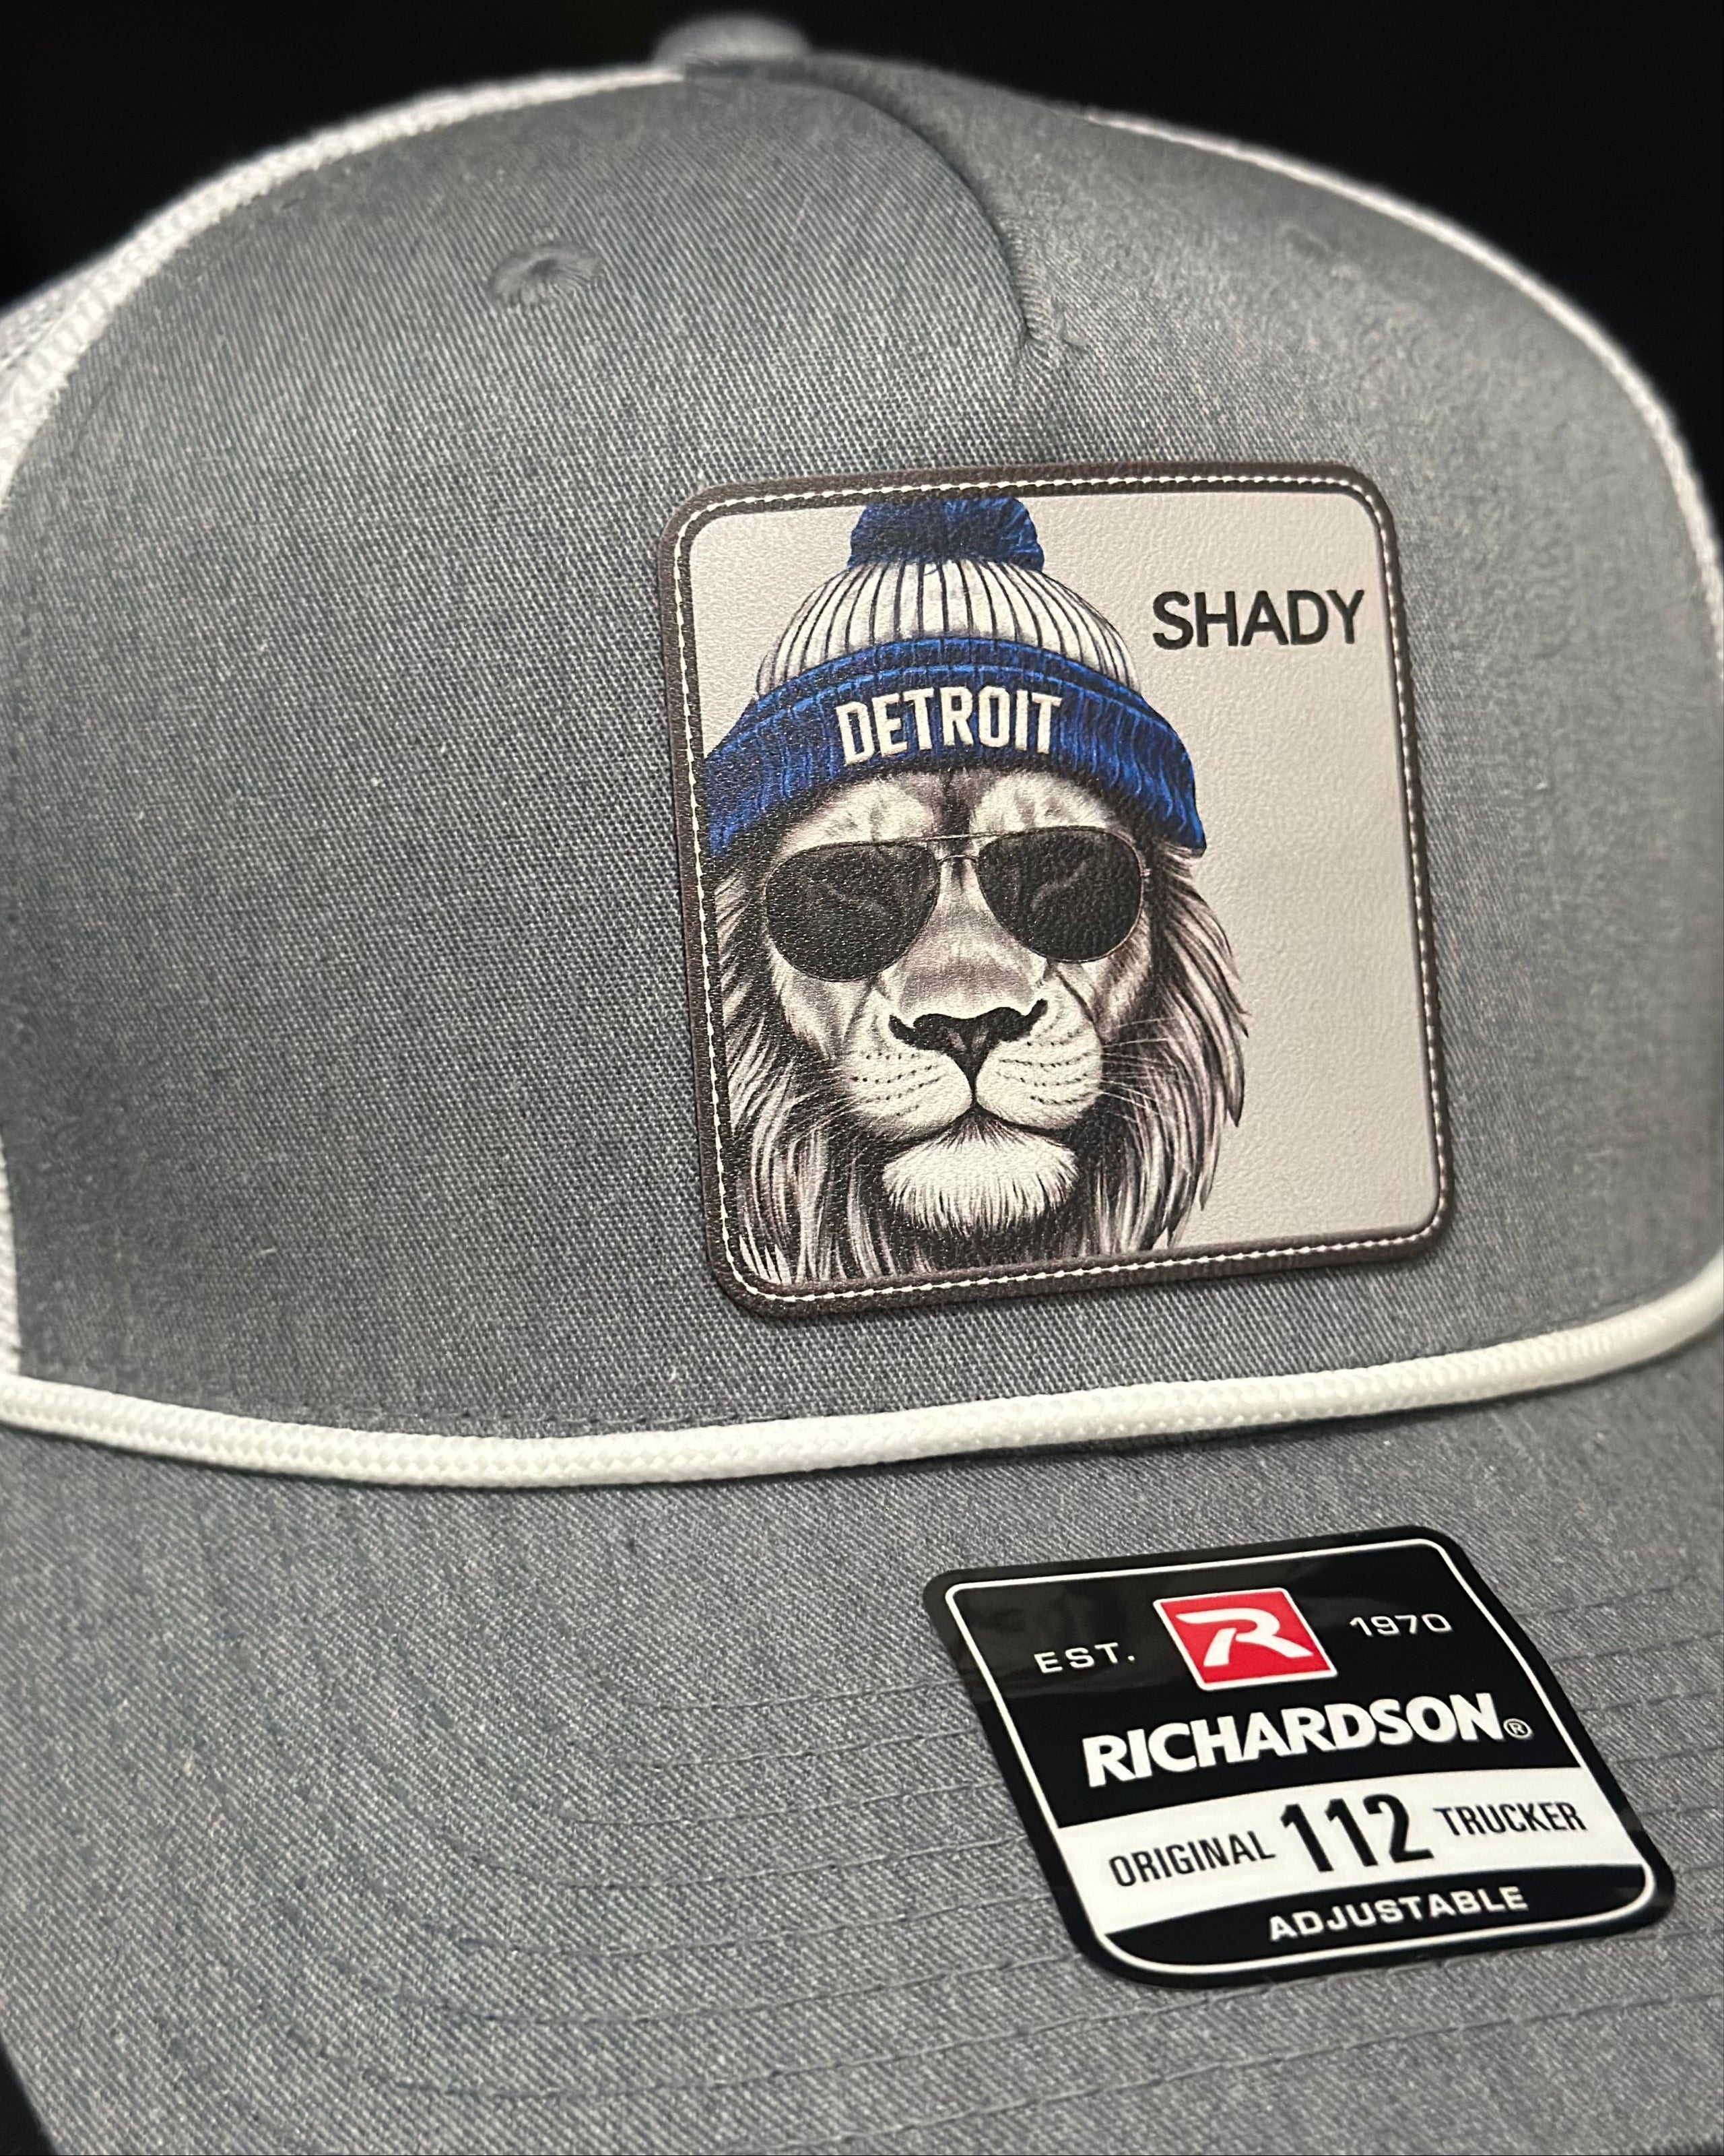 SHADY
DETROIT
EST. R 1970
RICHARDSON®
ORIGINAL 112 TRUCKER
ADJUSTABLE